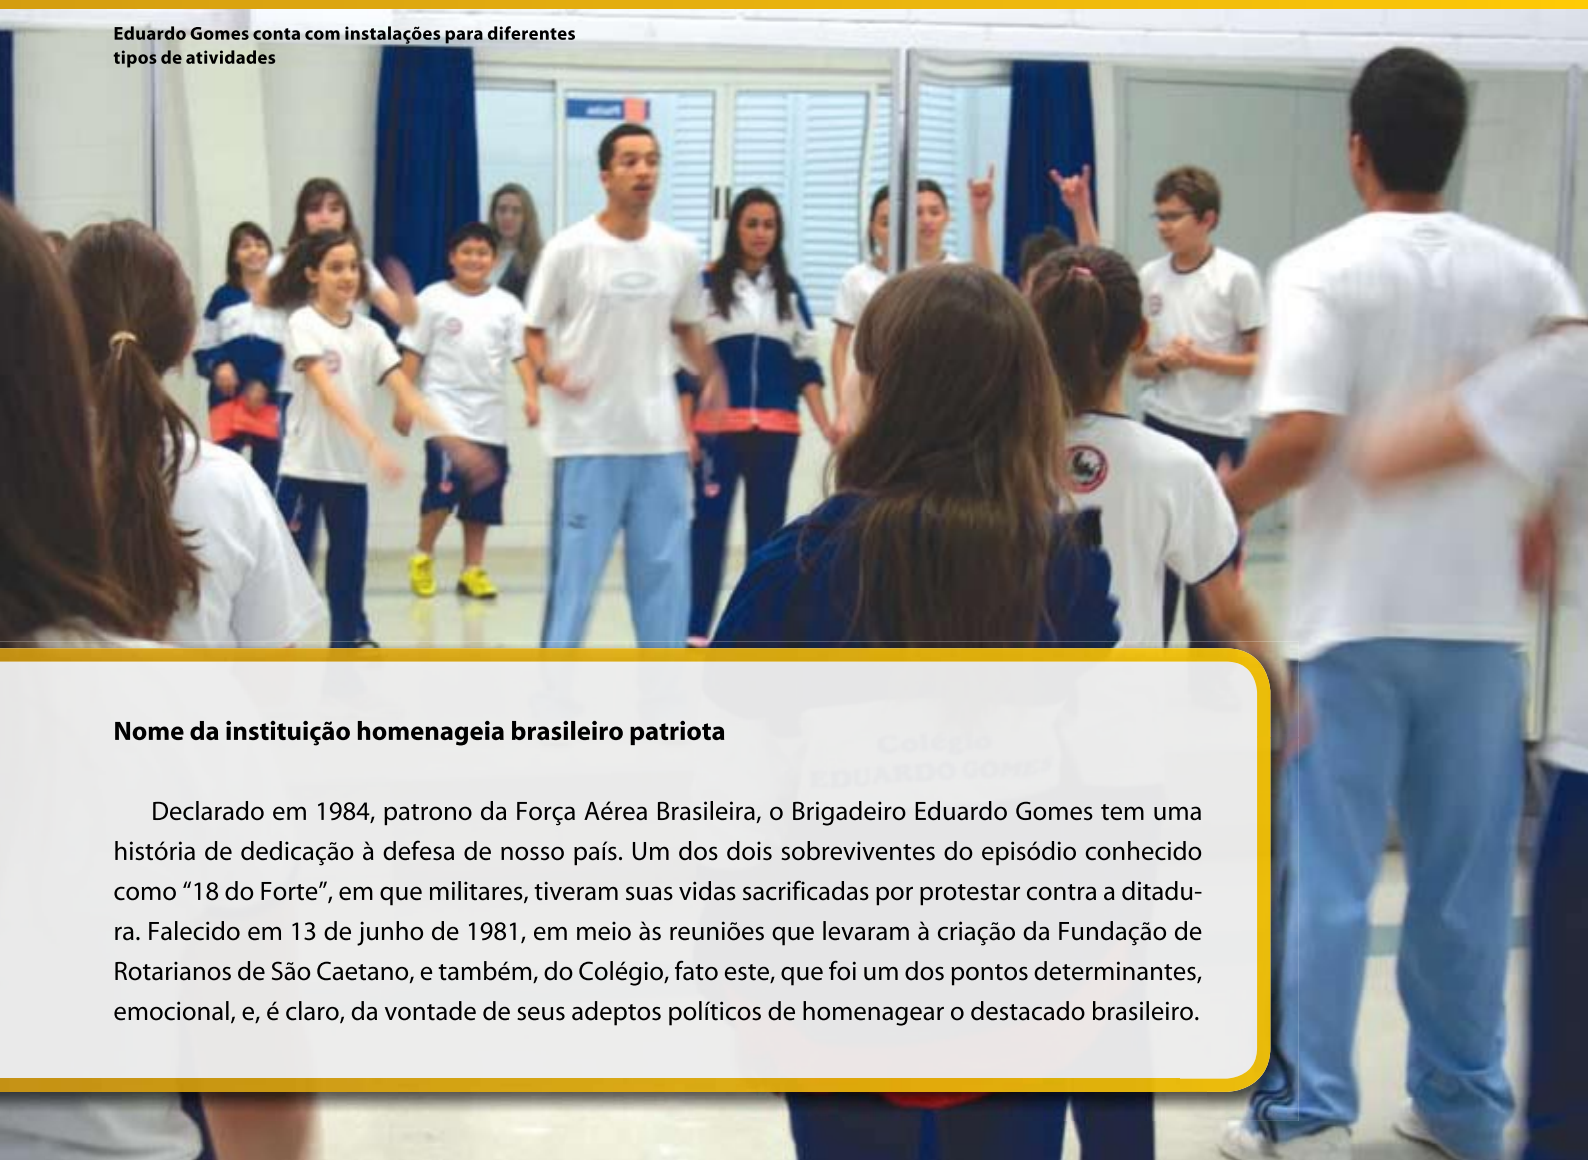 Eduardo Gomes conta com instalações para diferentes
tipos de atividades
Nome da instituição homenageia brasileiro patriota
Colégio
EDUARDO GOMES
Declarado em 1984, patrono da Força Aérea Brasileira, o Brigadeiro Eduardo Gomes tem uma
história de dedicação à defesa de nosso país. Um dos dois sobreviventes do episódio conhecido
como “18 do Forte”, em que militares, tiveram suas vidas sacrificadas por protestar contra a ditadu-
ra. Falecido em 13 de junho de 1981, em meio às reuniões que levaram à criação da Fundação de
Rotarianos de São Caetano, e também, do Colégio, fato este, que foi um dos pontos determinantes,
emocional, e, é claro, da vontade de seus adeptos políticos de homenagear o destacado brasileiro.